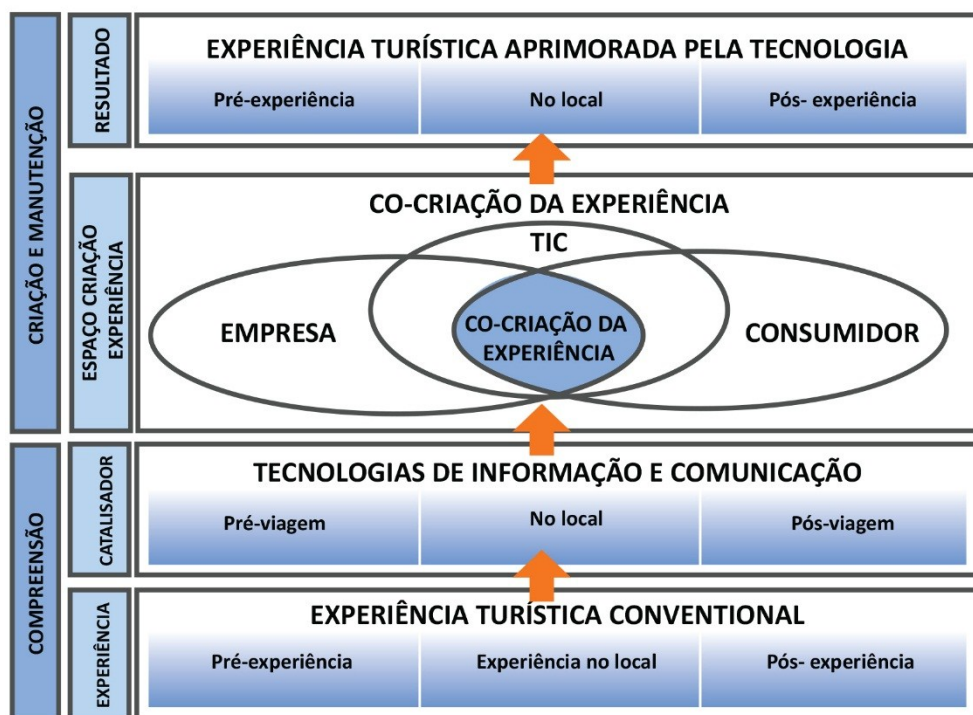 CRIAÇÃO E MANUTENÇÃO
RESULTADO
EXPERIÊNCIA TURÍSTICA APRIMORADA PELA TECNOLOGIA
Pré-experiência
No local
Pós- experiência
ESPAÇO CRIAÇÃO
EXPERIÊNCIA
CO-CRIAÇÃO DA EXPERIÊNCIA
TIC
EMPRESA
CO-CRIAÇÃO DA
EXPERIÊNCIA
CONSUMIDOR
COMPREENSÃO
CATALISADOR
TECNOLOGIAS DE INFORMAÇÃO E COMUNICAÇÃO
Pré-viagem
No local
Pós-viagem
EXPERIÊNCIA
EXPERIÊNCIA TURÍSTICA CONVENTIONAL
Pré-experiência
Experiência no local
Pós- experiência